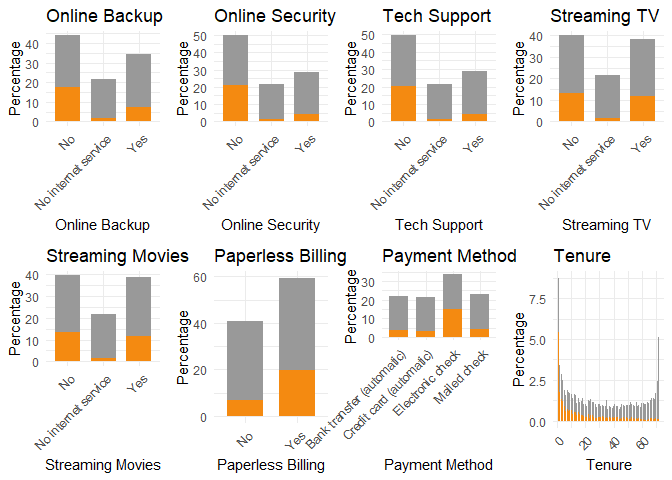 Online Backup
Percentage
40
30
20
10
0
No
No internet service
Yes
Online Backup
Online Security
Percentage
50
40
30
20
10
0
No
No internet service
Yes
Online Security
Tech Support
Percentage
50
40
30
20
10
0
No
No internet service
Yes
Tech Support
Streaming TV
Percentage
40
30
20
10
0
No
No internet service
Yes
Streaming TV
Streaming Movies
Percentage
40
30
20
10
0
No
No internet service
Yes
Streaming Movies
Paperless Billing
Percentage
60
40
20
0
No
Yes
Paperless Billing
Payment Method
Percentage
30
20
10
0
Bank transfer (automatic)
Credit card (automatic)
Electronic check
Mailed check
Payment Method
Tenure
Percentage
7.5
5.0
2.5
0.0
0
20
40
60
Tenure